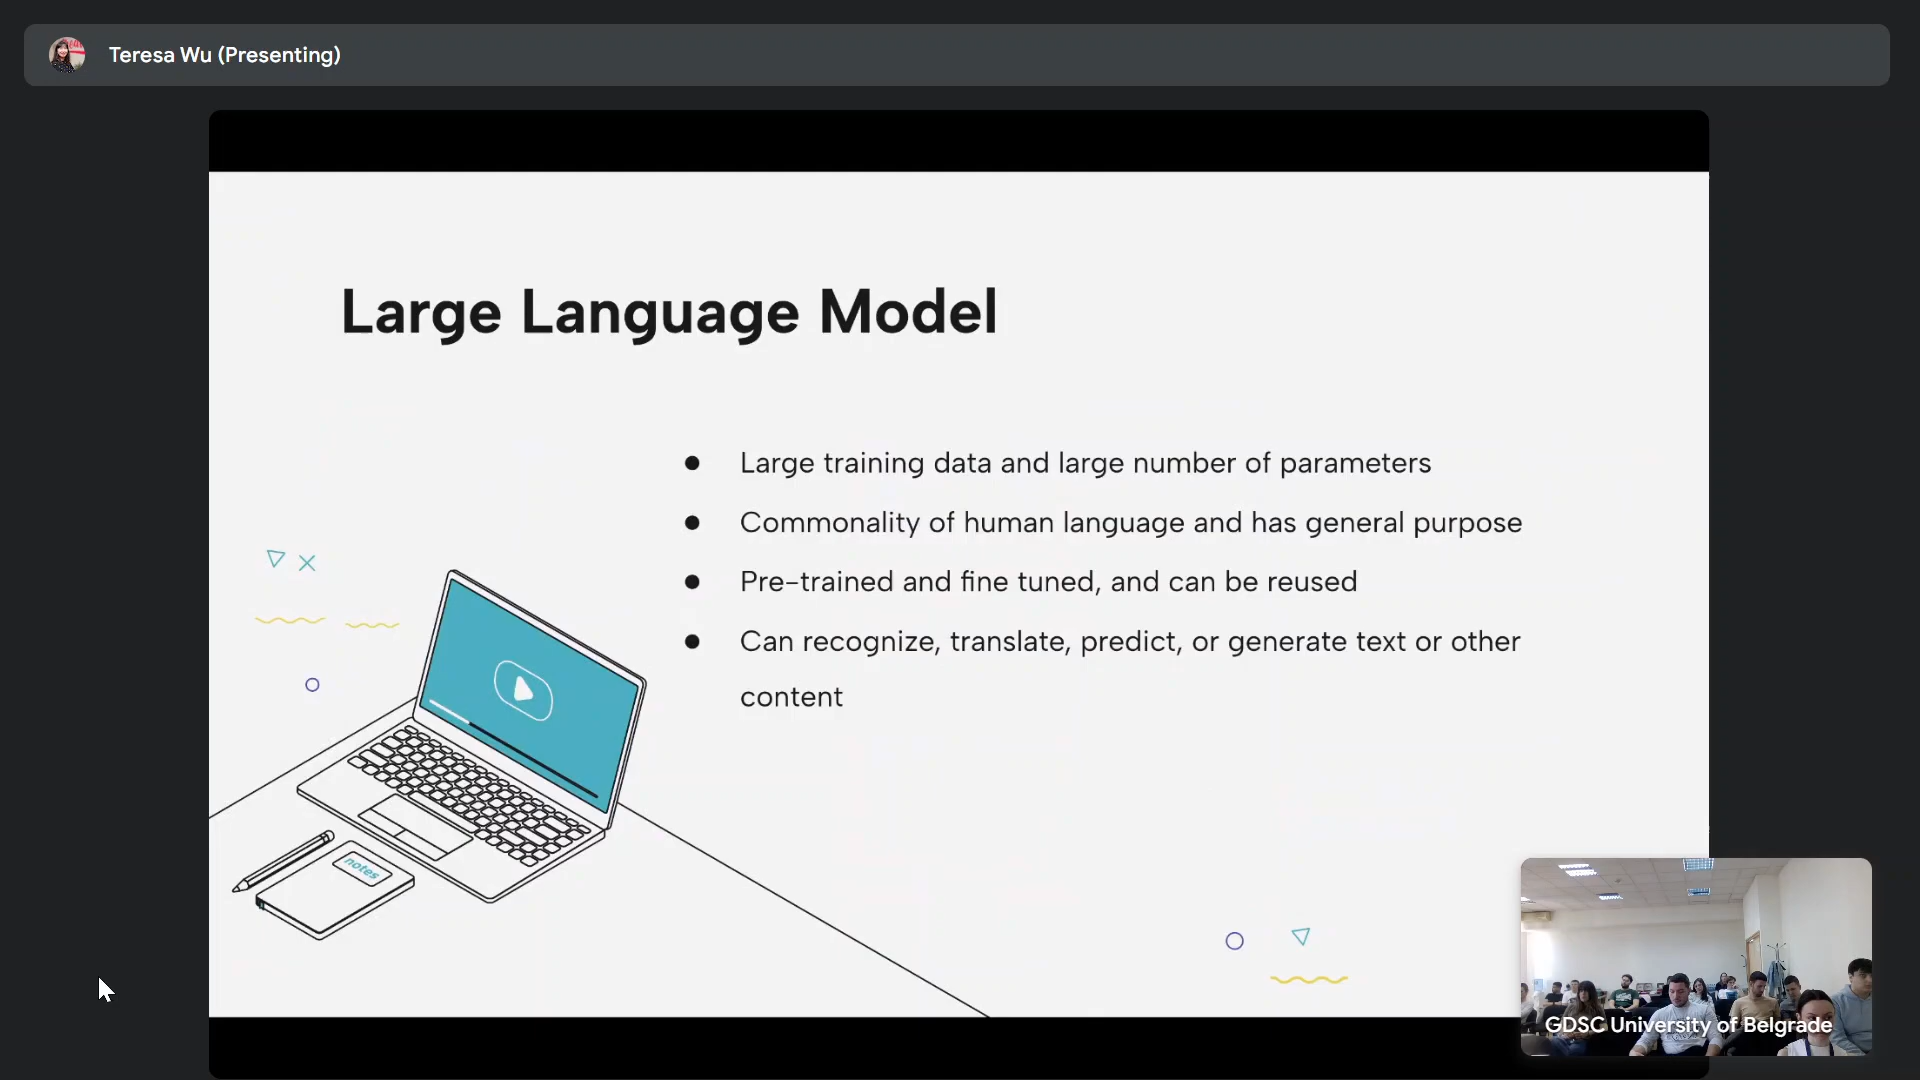 Teresa Wu (Presenting)
Large Language Model
● Large training data and large number of parameters
● Commonality of human language and has general purpose
● Pre-trained and fine tuned, and can be reused
● Can recognize, translate, predict, or generate text or other
content
notes
GDSC University of Belgrade